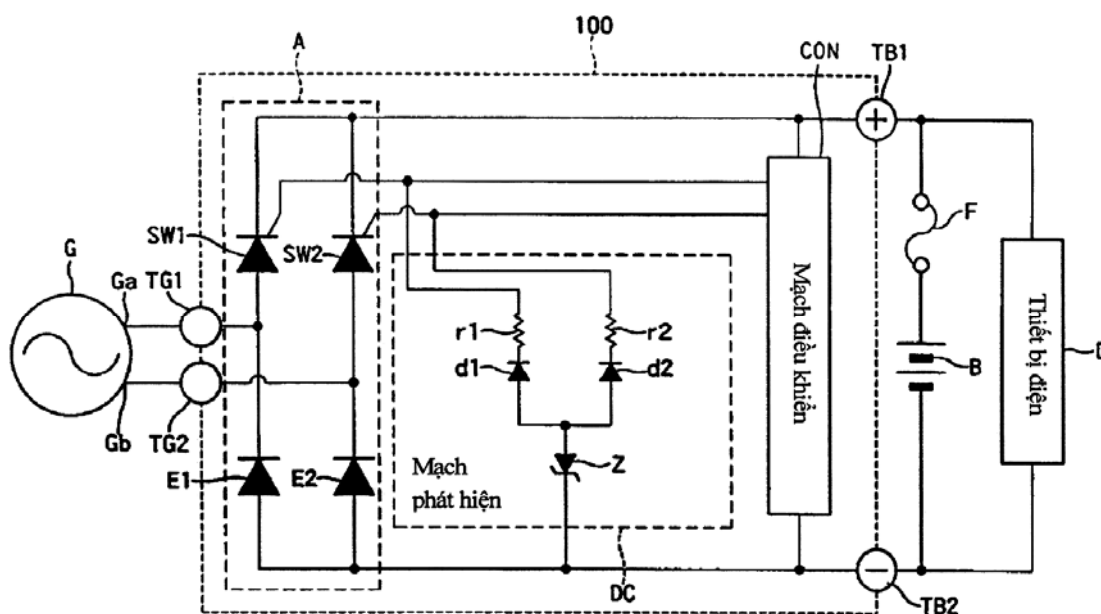 A
100
CON
TB1
SW1
SW2
G
Ga
TG1
F
r1
r2
d1
d2
Mạch điều khiển
B
Thiết bị điện
Gb
TG2
E1
E2
Mạch
phát hiện
Z
DC
TB2